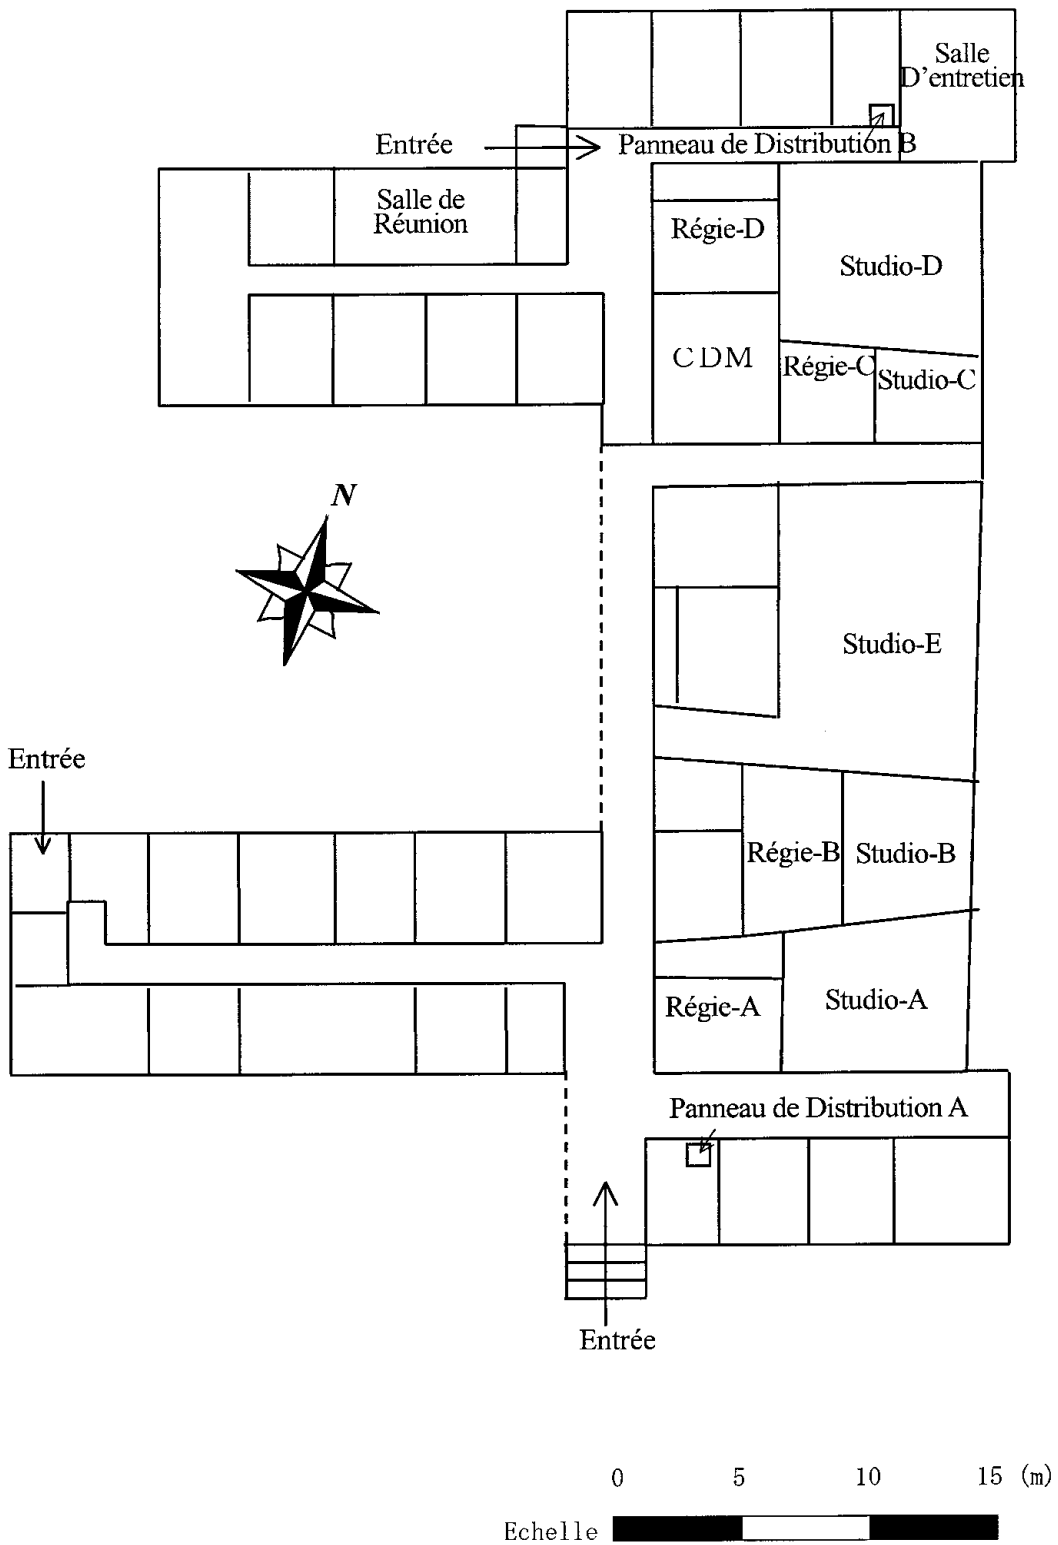 Salle
D'entretien
Entrée
Panneau de Distribution B
Salle de
Réunion
Régie-D
Studio-D
CDM
Régie-C
Studio-C
N
Studio-E
Entrée
Régie-B
Studio-B
Régie-A
Studio-A
Panneau de Distribution A
Entrée
0 5 10 15 (m)
Echelle